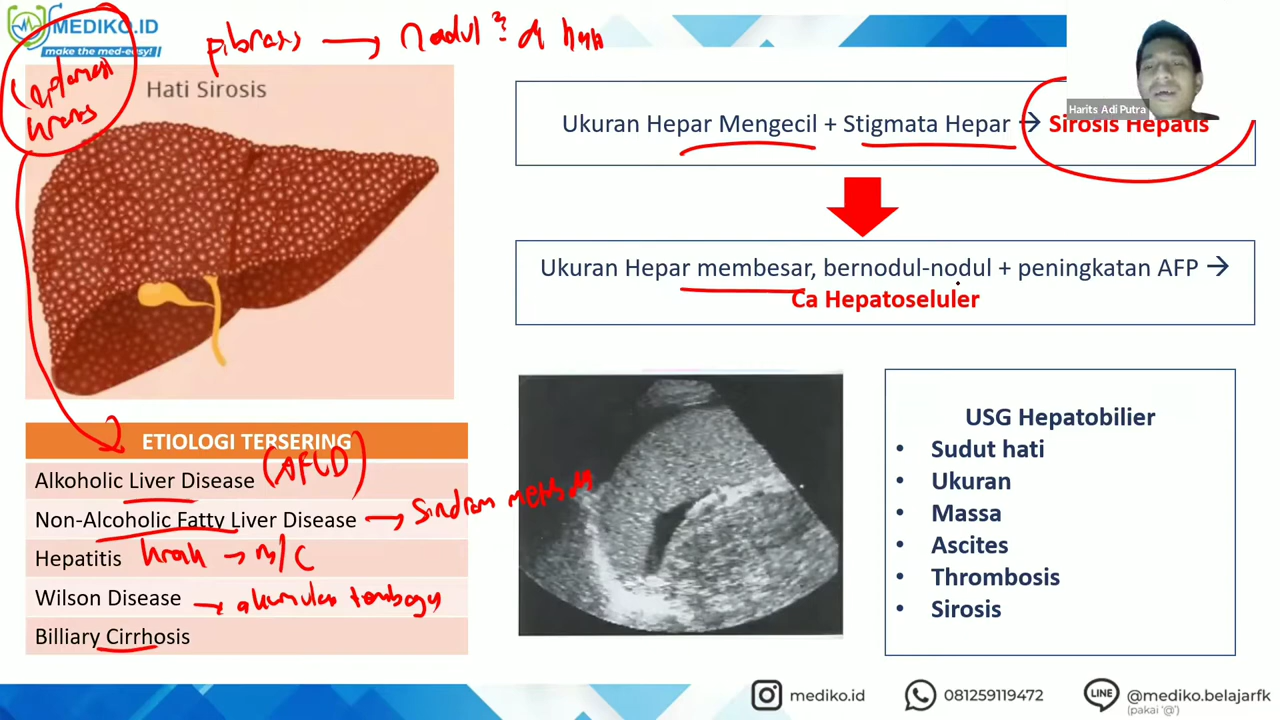 MEDIKO.ID
make the med-easy!
fibrosis → Nodul² di hepar
kronis
Hati Sirosis
Harits Adi Putra
Ukuran Hepar Mengecil + Stigmata Hepar → Sirosis Hepatis
Ukuran Hepar membesar, bernodul-nodul + peningkatan AFP →
Ca Hepatoseluler
ETIOLOGI TERSERING
Alkoholic Liver Disease (AFLD)
Non-Alcoholic Fatty Liver Disease → Sindrom metabolik
Hepatitis kronik → B/C
Wilson Disease → akumulasi tembaga
Billiary Cirrhosis
USG Hepatobilier
• Sudut hati
• Ukuran
• Massa
• Ascites
• Thrombosis
• Sirosis
mediko.id
081259119472
LINE
@mediko.belajarfk
(pakai '@')